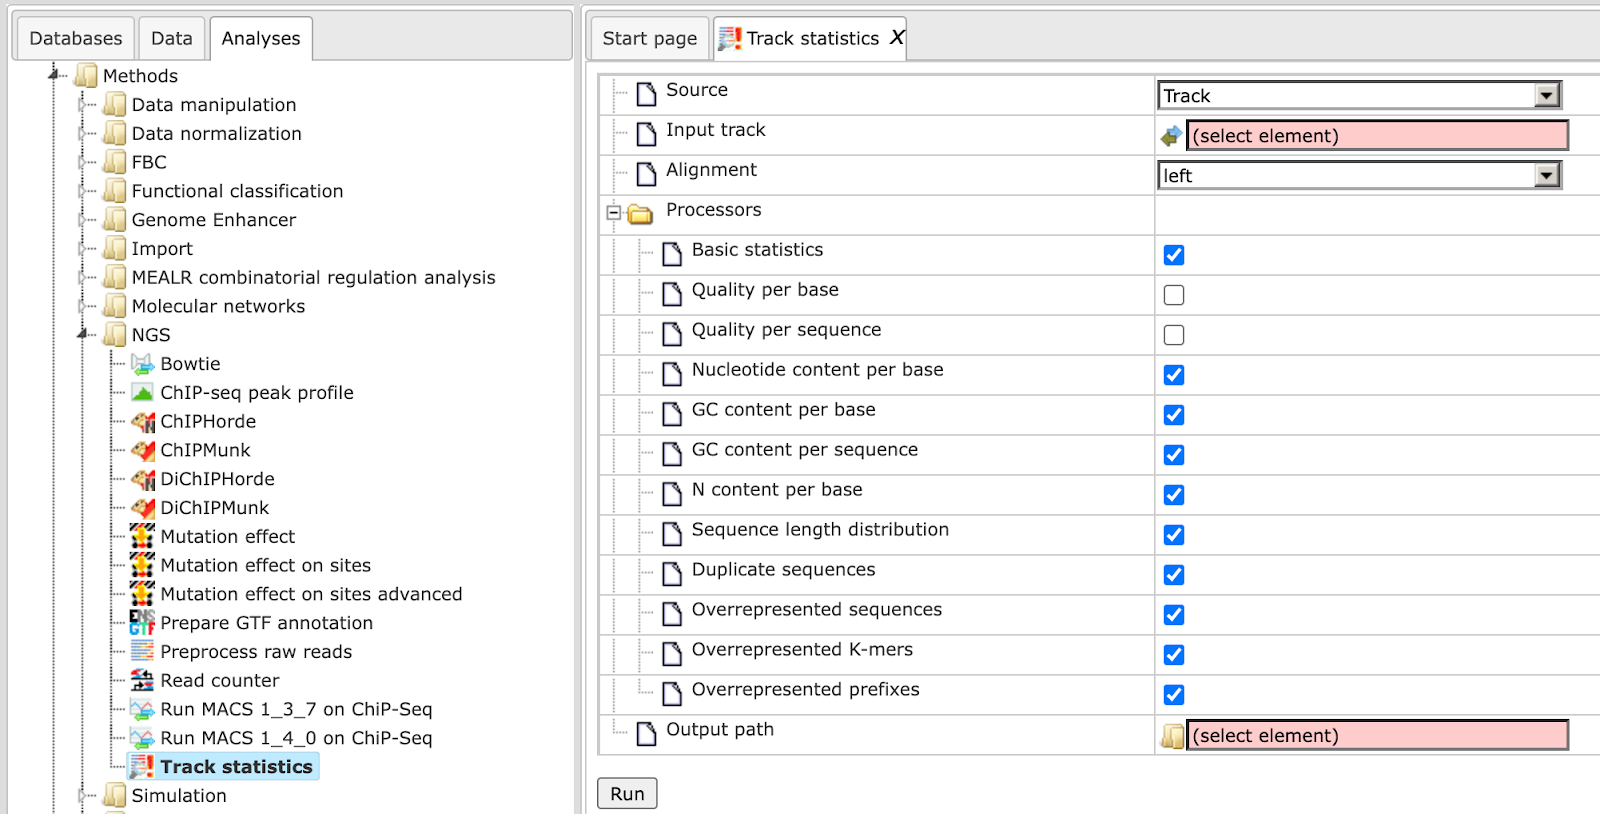 Databases
Data
Analyses
Methods
Data manipulation
Data normalization
FBC
Functional classification
Genome Enhancer
Import
MEALR combinatorial regulation analysis
Molecular networks
NGS
Bowtie
ChIP-seq peak profile
ChIPHorde
ChIPMunk
DiChIPHorde
DiChIPMunk
Mutation effect
Mutation effect on sites
Mutation effect on sites advanced
ENS
GTF
Prepare GTF annotation
Preprocess raw reads
Read counter
Run MACS 1_3_7 on ChiP-Seq
Run MACS 1_4_0 on ChiP-Seq
Track statistics
Simulation
Start page
Track statistics X
Source
Track
Input track
(select element)
Alignment
left
Processors
Basic statistics
Quality per base
Quality per sequence
Nucleotide content per base
GC content per base
GC content per sequence
N content per base
Sequence length distribution
Duplicate sequences
Overrepresented sequences
Overrepresented K-mers
Overrepresented prefixes
Output path
(select element)
Run